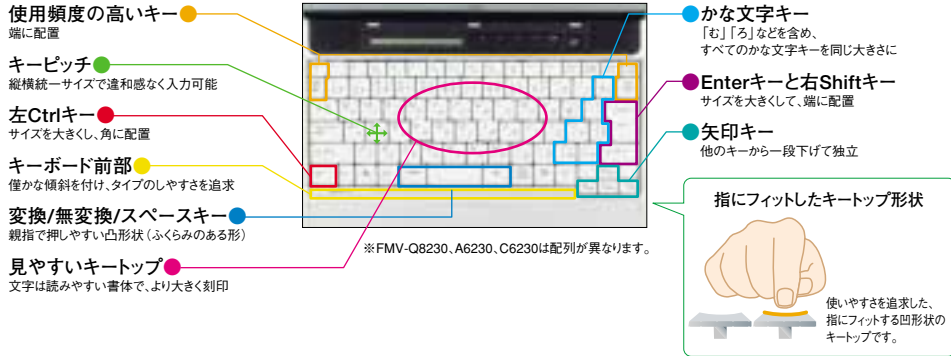 使用頻度の高いキー
端に配置
キーピッチ
縦横統一サイズで違和感なく入力可能
左Ctrlキー
サイズを大きくし、角に配置
キーボード前部
僅かな傾斜を付け、タイプのしやすさを追求
変換/無変換/スペースキー
親指で押しやすい凸形状（ふくらみのある形）
見やすいキートップ
文字は読みやすい書体で、より大きく刻印
※FMV-Q8230、A6230、C6230は配列が異なります。
かな文字キー
「む」「ろ」などを含め、
すべてのかな文字キーを同じ大きさに
Enterキーと右Shiftキー
サイズを大きくして、端に配置
矢印キー
他のキーから一段下げて独立
指にフィットしたキートップ形状
使いやすさを追求した、
指にフィットする凹形状の
キートップです。